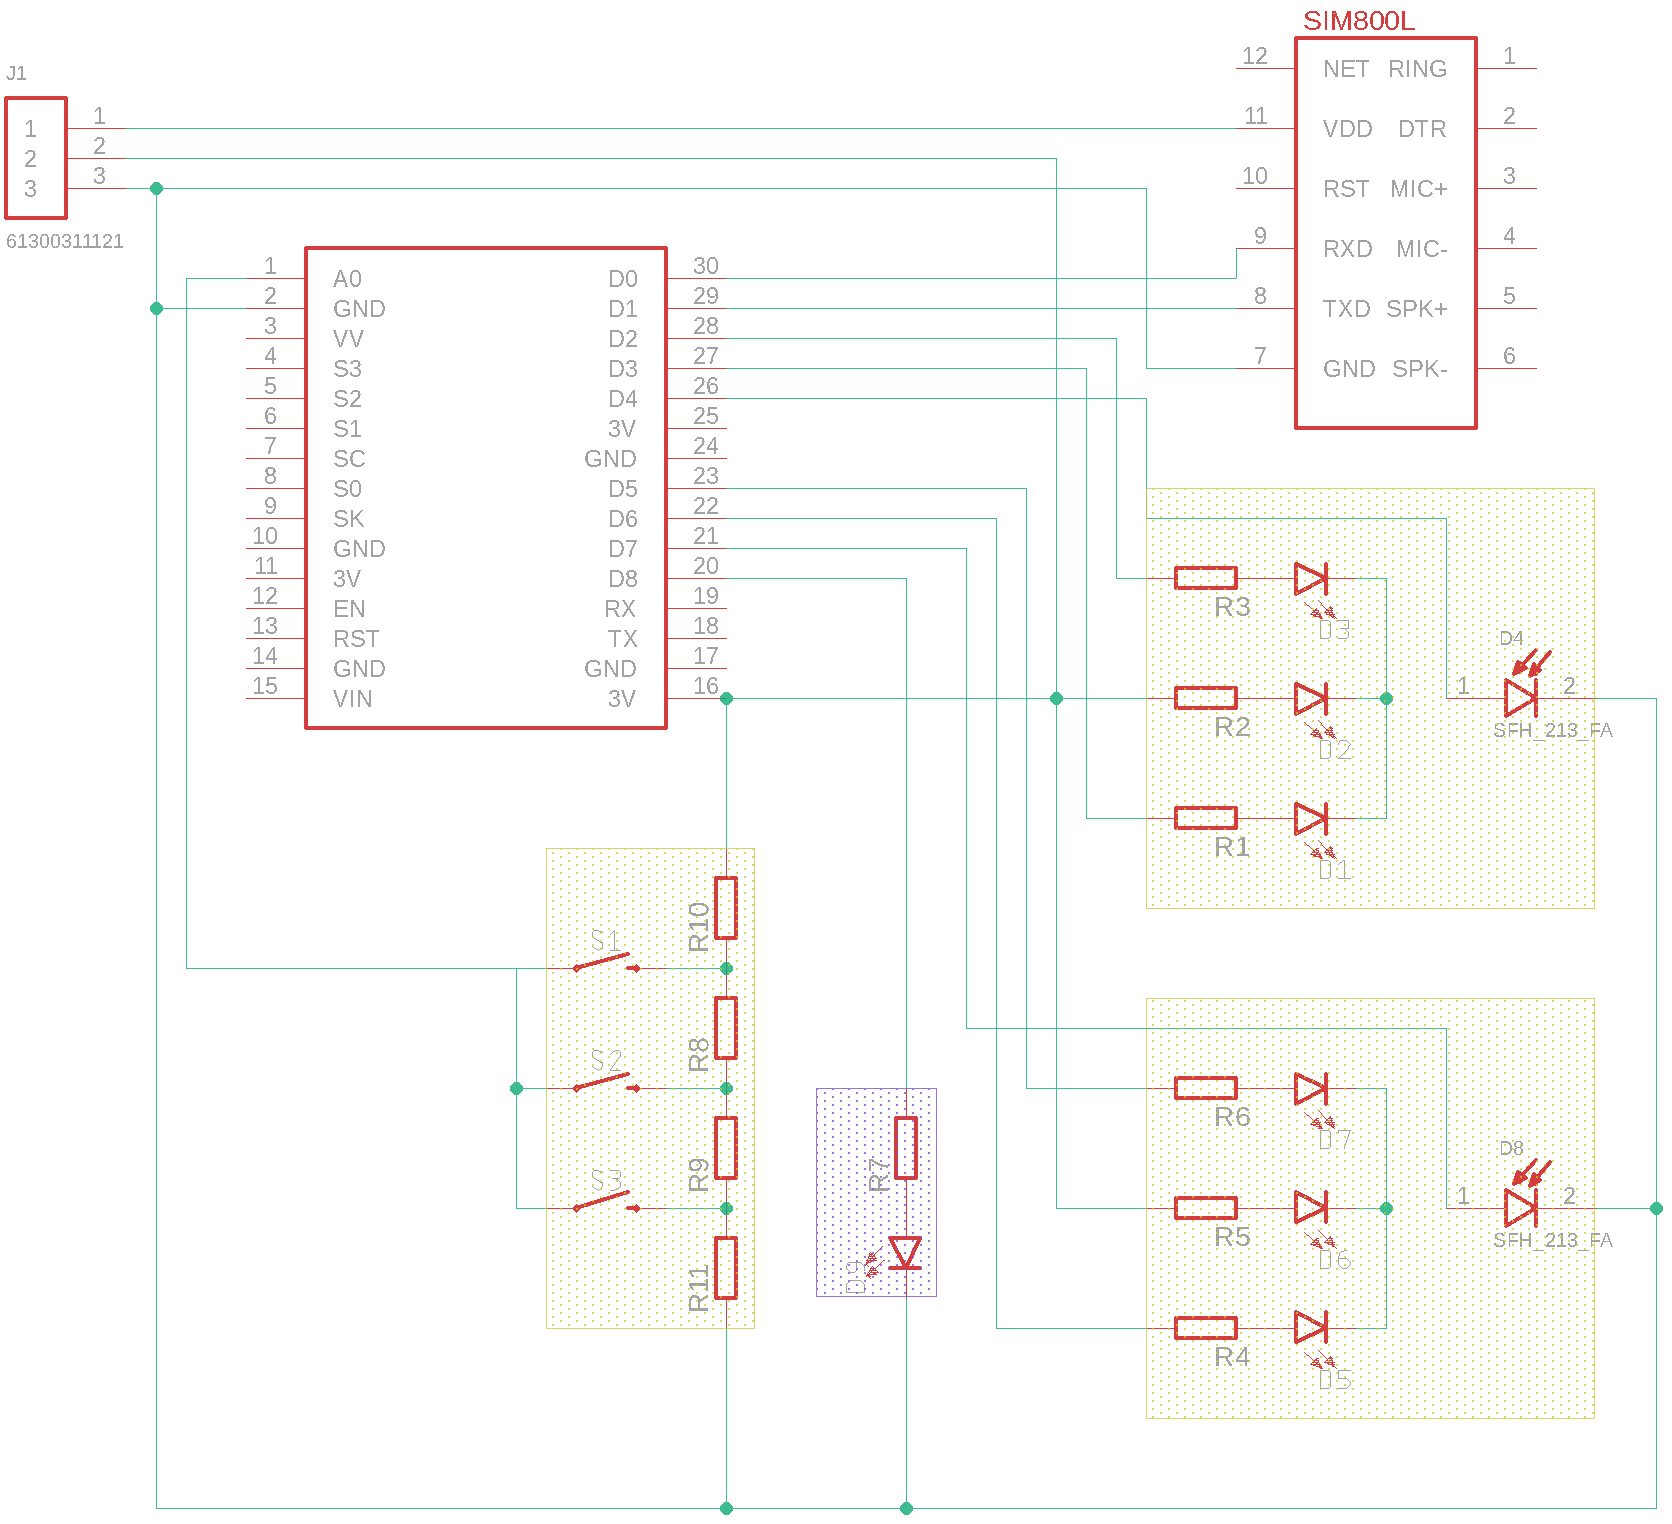 SIM800L
12 NET RING 1
11 VDD DTR 2
10 RST MIC+ 3
9 RXD MIC- 4
8 TXD SPK+ 5
7 GND SPK- 6
J1
1 1
2 2
3 3
61300311121
1 A0 D0 30
2 GND D1 29
3 VV D2 28
4 S3 D3 27
5 S2 D4 26
6 S1 3V 25
7 SC GND 24
8 S0 D5 23
9 SK D6 22
10 GND D7 21
11 3V D8 20
12 EN RX 19
13 RST TX 18
14 GND GND 17
15 VIN 3V 16
R3
D3
D4
1 2
SFH_213_FA
R2
D2
R1
D1
R10
S1
R8
S2
R9
S3
R11
R7
D9
R6
D7
D8
1 2
SFH_213_FA
R5
D6
R4
D5